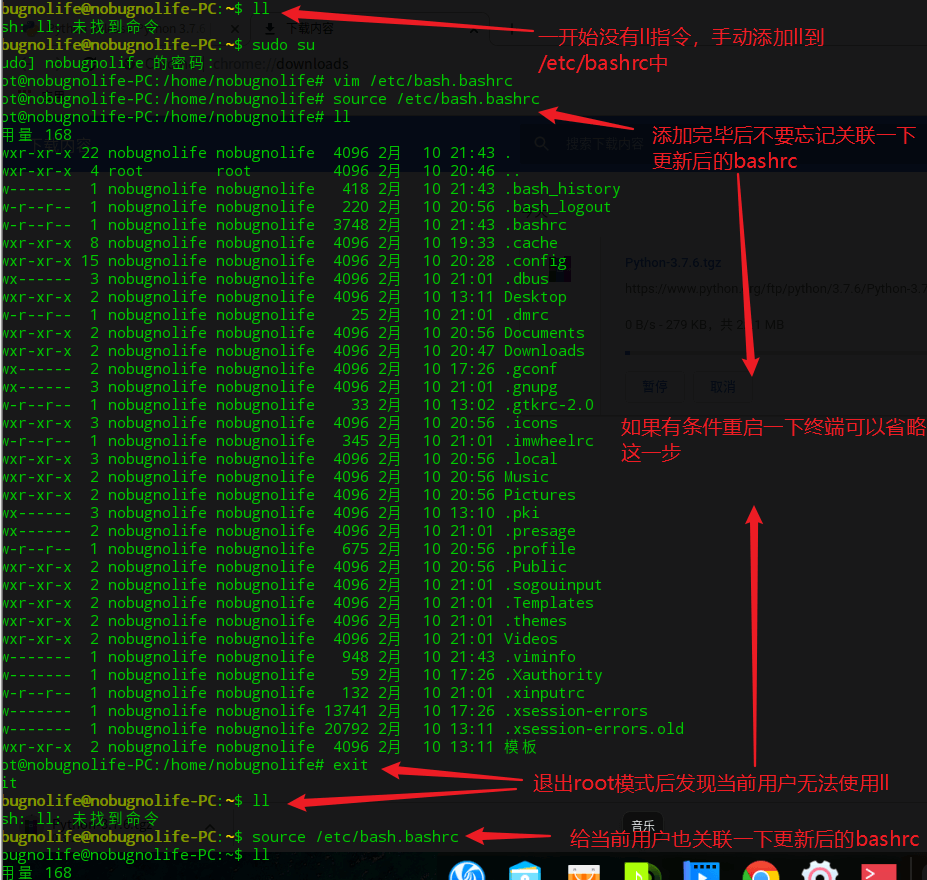 bugnolife@nobugnolife-PC:~$ ll
sh: ll: 未找到命令
一开始没有ll指令，手动添加ll到
/etc/bashrc中
bugnolife@nobugnolife-PC:~$ sudo su
udo] nobugnolife 的密码:
ot@nobugnolife-PC:/home/nobugnolife# vim /etc/bash.bashrc
ot@nobugnolife-PC:/home/nobugnolife# source /etc/bash.bashrc
ot@nobugnolife-PC:/home/nobugnolife# ll
添加完毕后不要忘记关联一下
更新后的bashrc
用量 168
wxr-xr-x 22 nobugnolife nobugnolife 4096 2月 10 21:43 .
wxr-xr-x 4 root root 4096 2月 10 20:46 ..
w------- 1 nobugnolife nobugnolife 418 2月 10 21:43 .bash_history
w-r--r-- 1 nobugnolife nobugnolife 220 2月 10 20:56 .bash_logout
w-r--r-- 1 nobugnolife nobugnolife 3748 2月 10 21:43 .bashrc
wxr-xr-x 8 nobugnolife nobugnolife 4096 2月 10 19:33 .cache
wxr-xr-x 15 nobugnolife nobugnolife 4096 2月 10 20:28 .config
wx------ 3 nobugnolife nobugnolife 4096 2月 10 21:01 .dbus
wxr-xr-x 2 nobugnolife nobugnolife 4096 2月 10 13:11 Desktop
w-r--r-- 1 nobugnolife nobugnolife 25 2月 10 21:01 .dmrc
wxr-xr-x 2 nobugnolife nobugnolife 4096 2月 10 20:56 Documents
wxr-xr-x 2 nobugnolife nobugnolife 4096 2月 10 20:47 Downloads
wx------ 2 nobugnolife nobugnolife 4096 2月 10 17:26 .gconf
wx------ 3 nobugnolife nobugnolife 4096 2月 10 21:01 .gnupg
w-r--r-- 1 nobugnolife nobugnolife 33 2月 10 13:02 .gtkrc-2.0
wxr-xr-x 3 nobugnolife nobugnolife 4096 2月 10 20:56 .icons
w-r--r-- 1 nobugnolife nobugnolife 345 2月 10 21:01 .imwheelrc
wxr-xr-x 3 nobugnolife nobugnolife 4096 2月 10 20:56 .local
wxr-xr-x 2 nobugnolife nobugnolife 4096 2月 10 20:56 Music
wxr-xr-x 2 nobugnolife nobugnolife 4096 2月 10 20:56 Pictures
wx------ 3 nobugnolife nobugnolife 4096 2月 10 13:10 .pki
wx------ 2 nobugnolife nobugnolife 4096 2月 10 21:01 .presage
w-r--r-- 1 nobugnolife nobugnolife 675 2月 10 20:56 .profile
wxr-xr-x 2 nobugnolife nobugnolife 4096 2月 10 20:56 .Public
wxr-xr-x 2 nobugnolife nobugnolife 4096 2月 10 21:01 .sogouinput
wxr-xr-x 2 nobugnolife nobugnolife 4096 2月 10 21:01 .Templates
wxr-xr-x 2 nobugnolife nobugnolife 4096 2月 10 21:01 .themes
wxr-xr-x 2 nobugnolife nobugnolife 4096 2月 10 21:01 Videos
w------- 1 nobugnolife nobugnolife 948 2月 10 21:43 .viminfo
w------- 1 nobugnolife nobugnolife 59 2月 10 17:26 .Xauthority
w-r--r-- 1 nobugnolife nobugnolife 132 2月 10 21:01 .xinputrc
w------- 1 nobugnolife nobugnolife 13741 2月 10 17:26 .xsession-errors
w------- 1 nobugnolife nobugnolife 20792 2月 10 13:11 .xsession-errors.old
wxr-xr-x 2 nobugnolife nobugnolife 4096 2月 10 13:11 模板
Python-3.7.6.tgz
https://www.python.org/ftp/python/3.7.6/Python-3.7
暂停 取消
如果有条件重启一下终端可以省略
这一步
ot@nobugnolife-PC:/home/nobugnolife# exit
it
退出root模式后发现当前用户无法使用ll
bugnolife@nobugnolife-PC:~$ ll
sh: ll: 未找到命令
音乐
bugnolife@nobugnolife-PC:~$ source /etc/bash.bashrc
给当前用户也关联一下更新后的bashrc
bugnolife@nobugnolife-PC:~$ ll
用量 168